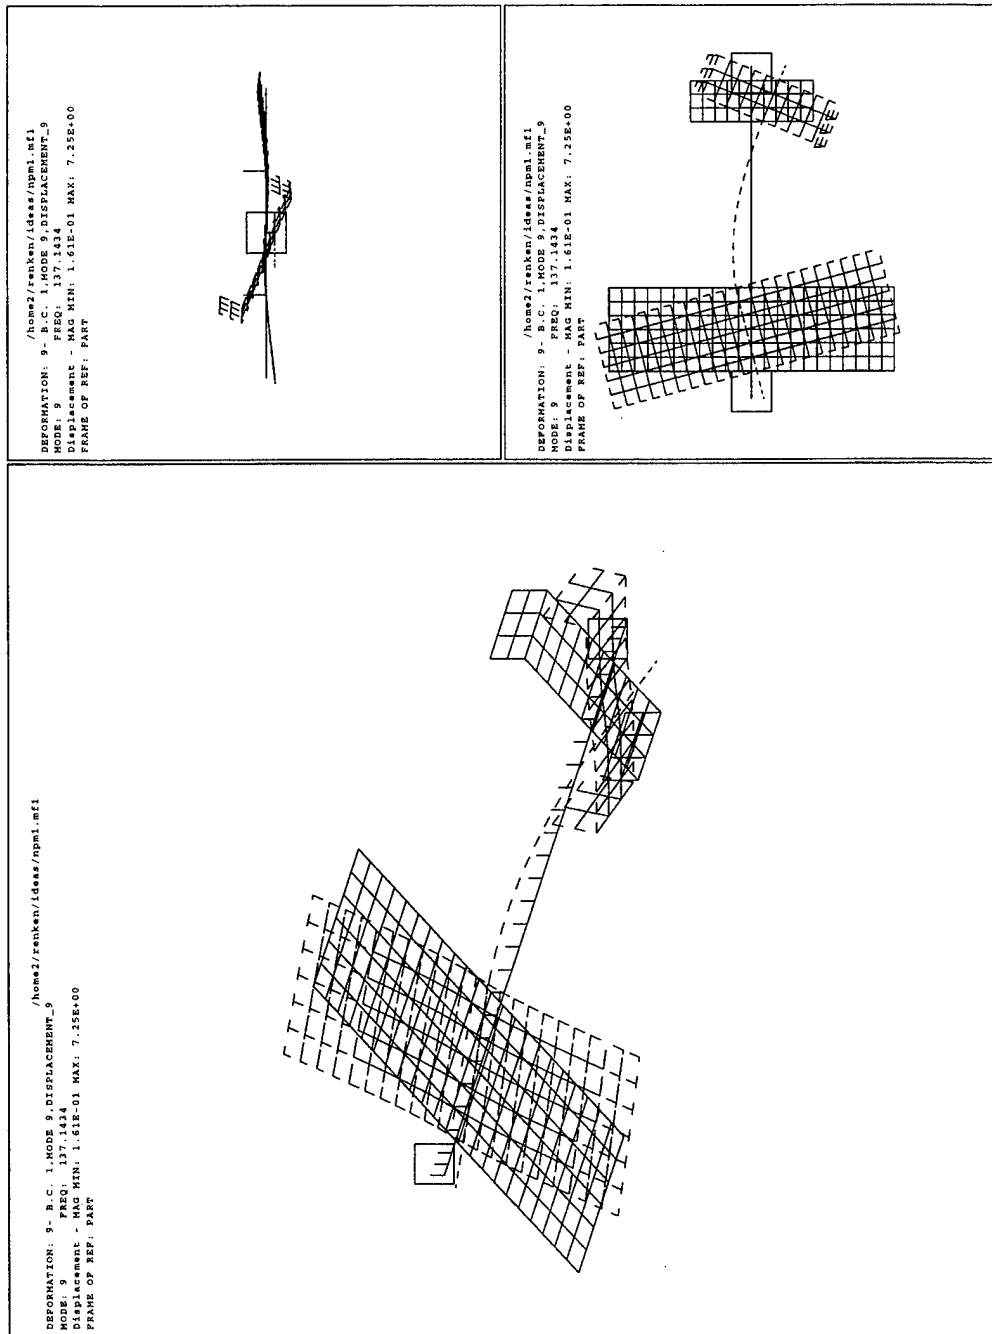 /home2/renken/ideas/npm1.mf1
DEFORMATION: 9- B.C. 1,MODE 9,DISPLACEMENT_9
MODE: 9 FREQ: 137.1434
Displacement - MAG MIN: 1.61E-01 MAX: 7.25E+00
FRAME OF REF: PART
/home2/renken/ideas/npm1.mf1
DEFORMATION: 9- B.C. 1,MODE 9,DISPLACEMENT_9
MODE: 9 FREQ: 137.1434
Displacement - MAG MIN: 1.61E-01 MAX: 7.25E+00
FRAME OF REF: PART
/home2/renken/ideas/npm1.mf1
DEFORMATION: 9- B.C. 1,MODE 9,DISPLACEMENT_9
MODE: 9 FREQ: 137.1434
Displacement - MAG MIN: 1.61E-01 MAX: 7.25E+00
FRAME OF REF: PART